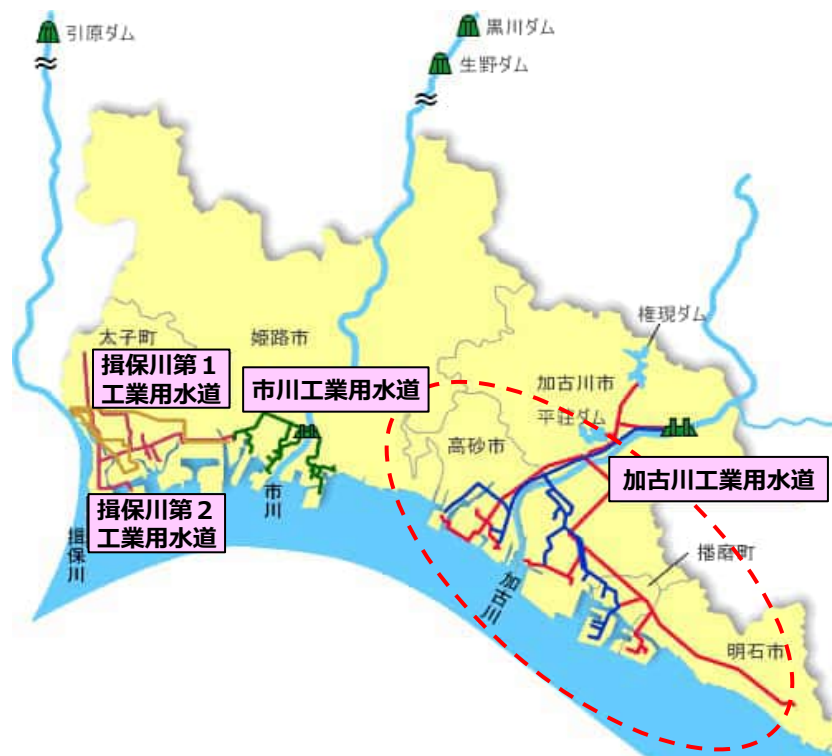 引原ダム
黒川ダム
生野ダム
権現ダム
太子町
姫路市
揖保川第１
工業用水道
市川工業用水道
加古川市
平荘ダム
高砂市
加古川工業用水道
揖保川第２
工業用水道
市川
揖保川
加古川
播磨町
明石市